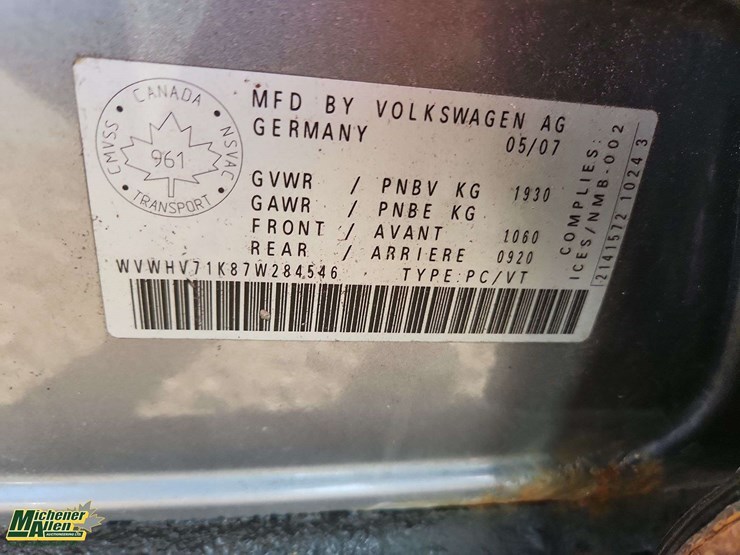 CANADA
CMVSS
NSVAC
961
TRANSPORT
MFD BY VOLKSWAGEN AG
GERMANY 05/07
GVWR / PNBV KG 1930
GAWR / PNBE KG
FRONT / AVANT 1060
REAR / ARRIERE 0920
WVWHV71K87W284546 TYPE:PC/VT
COMPLIES:
ICES/NMB-002
2141572 1024 3
Michener
Allen
AUCTIONEERING LTD.